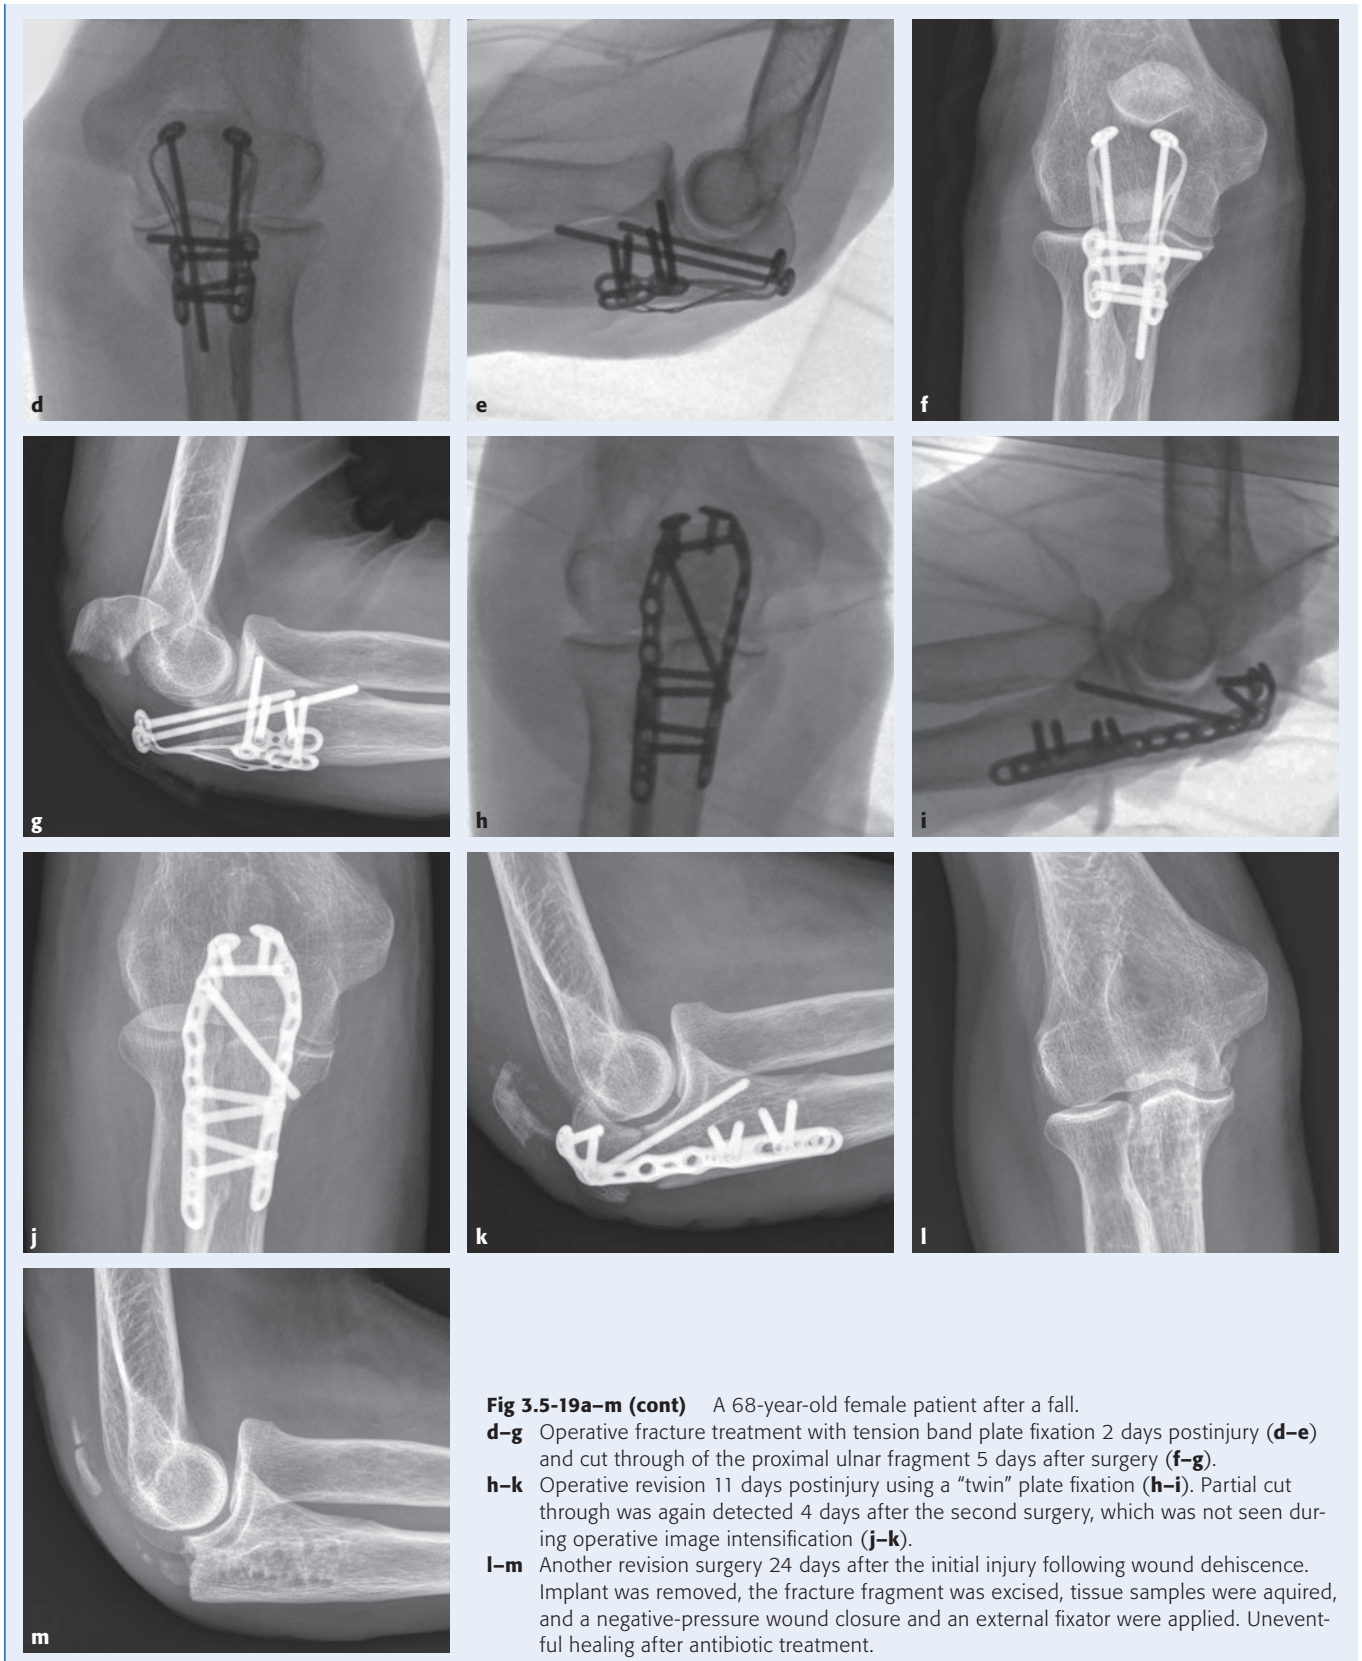 d
e
f
g
h
i
j
k
l
m
Fig 3.5-19a–m (cont) A 68-year-old female patient after a fall.
d–g Operative fracture treatment with tension band plate fixation 2 days postinjury (d–e)
and cut through of the proximal ulnar fragment 5 days after surgery (f–g).
h–k Operative revision 11 days postinjury using a “twin” plate fixation (h–i). Partial cut
through was again detected 4 days after the second surgery, which was not seen dur-
ing operative image intensification (j–k).
l–m Another revision surgery 24 days after the initial injury following wound dehiscence.
Implant was removed, the fracture fragment was excised, tissue samples were aquired,
and a negative-pressure wound closure and an external fixator were applied. Unevent-
ful healing after antibiotic treatment.